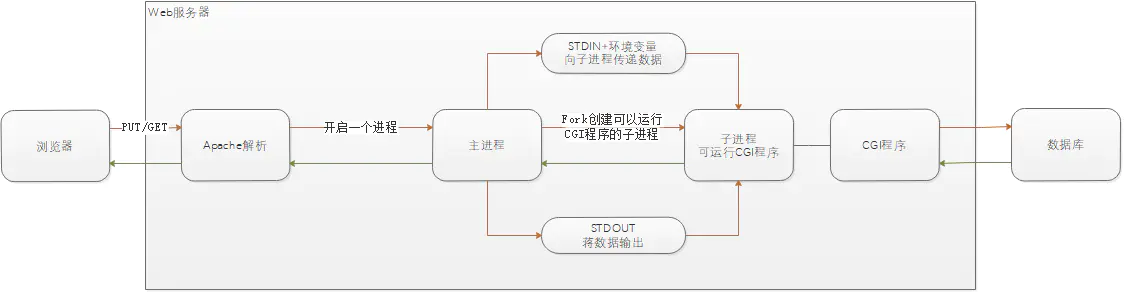 Web服务器
STDIN+环境变量
向子进程传递数据
浏览器
PUT/GET
Apache解析
开启一个进程
主进程
Fork创建可以运行
CGI程序的子进程
子进程
可运行CGI程序
CGI程序
数据库
STDOUT
蒋数据输出